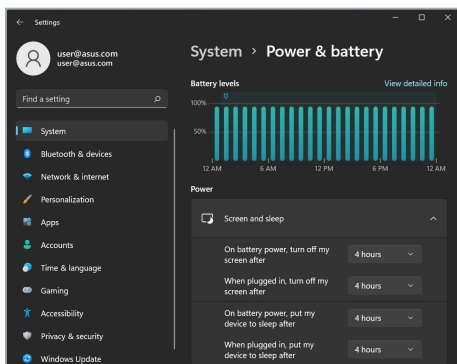 Settings
user@asus.com
user@asus.com
Find a setting
System
Bluetooth & devices
Network & internet
Personalization
Apps
Accounts
Time & language
Gaming
Accessibility
Privacy & security
Windows Update
System > Power & battery
Battery levels View detailed info
100%
50%
12 AM 6 AM 12 PM 6 PM 12 AM
Power
Screen and sleep
On battery power, turn off my
screen after
4 hours
When plugged in, turn off my
screen after
4 hours
On battery power, put my
device to sleep after
4 hours
When plugged in, put my
device to sleep after
4 hours